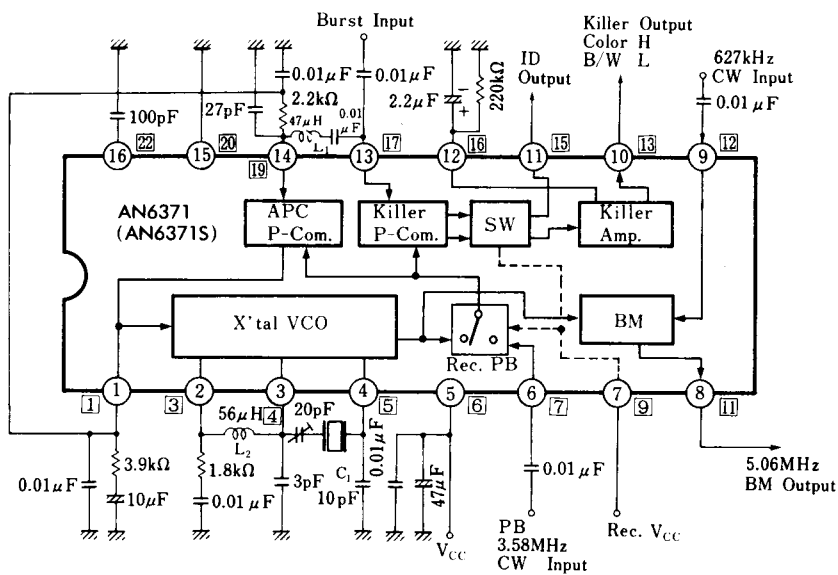 Burst Input
Killer Output
Color H
B/W L
627kHz
CW Input
ID
Output
0.01μF
0.01μF
2.2μF
+
220kΩ
0.01μF
100pF
27pF
2.2kΩ
47μH
L1
0.01
μF
16
22
15
20
14
19
13
17
12
16
11
15
10
13
9
12
AN6371
(AN6371S)
APC
P-Com.
Killer
P-Com.
SW
Killer
Amp.
X'tal VCO
Rec. PB
BM
1
1
2
3
3
4
4
5
5
6
6
7
7
9
8
11
56μH
L2
20pF
3.9kΩ
0.01μF
10μF
1.8kΩ
0.01μF
3pF
C1
10pF
0.01μF
47μF
0.01μF
5.06MHz
BM Output
VCC
PB
3.58MHz
CW Input
Rec. VCC